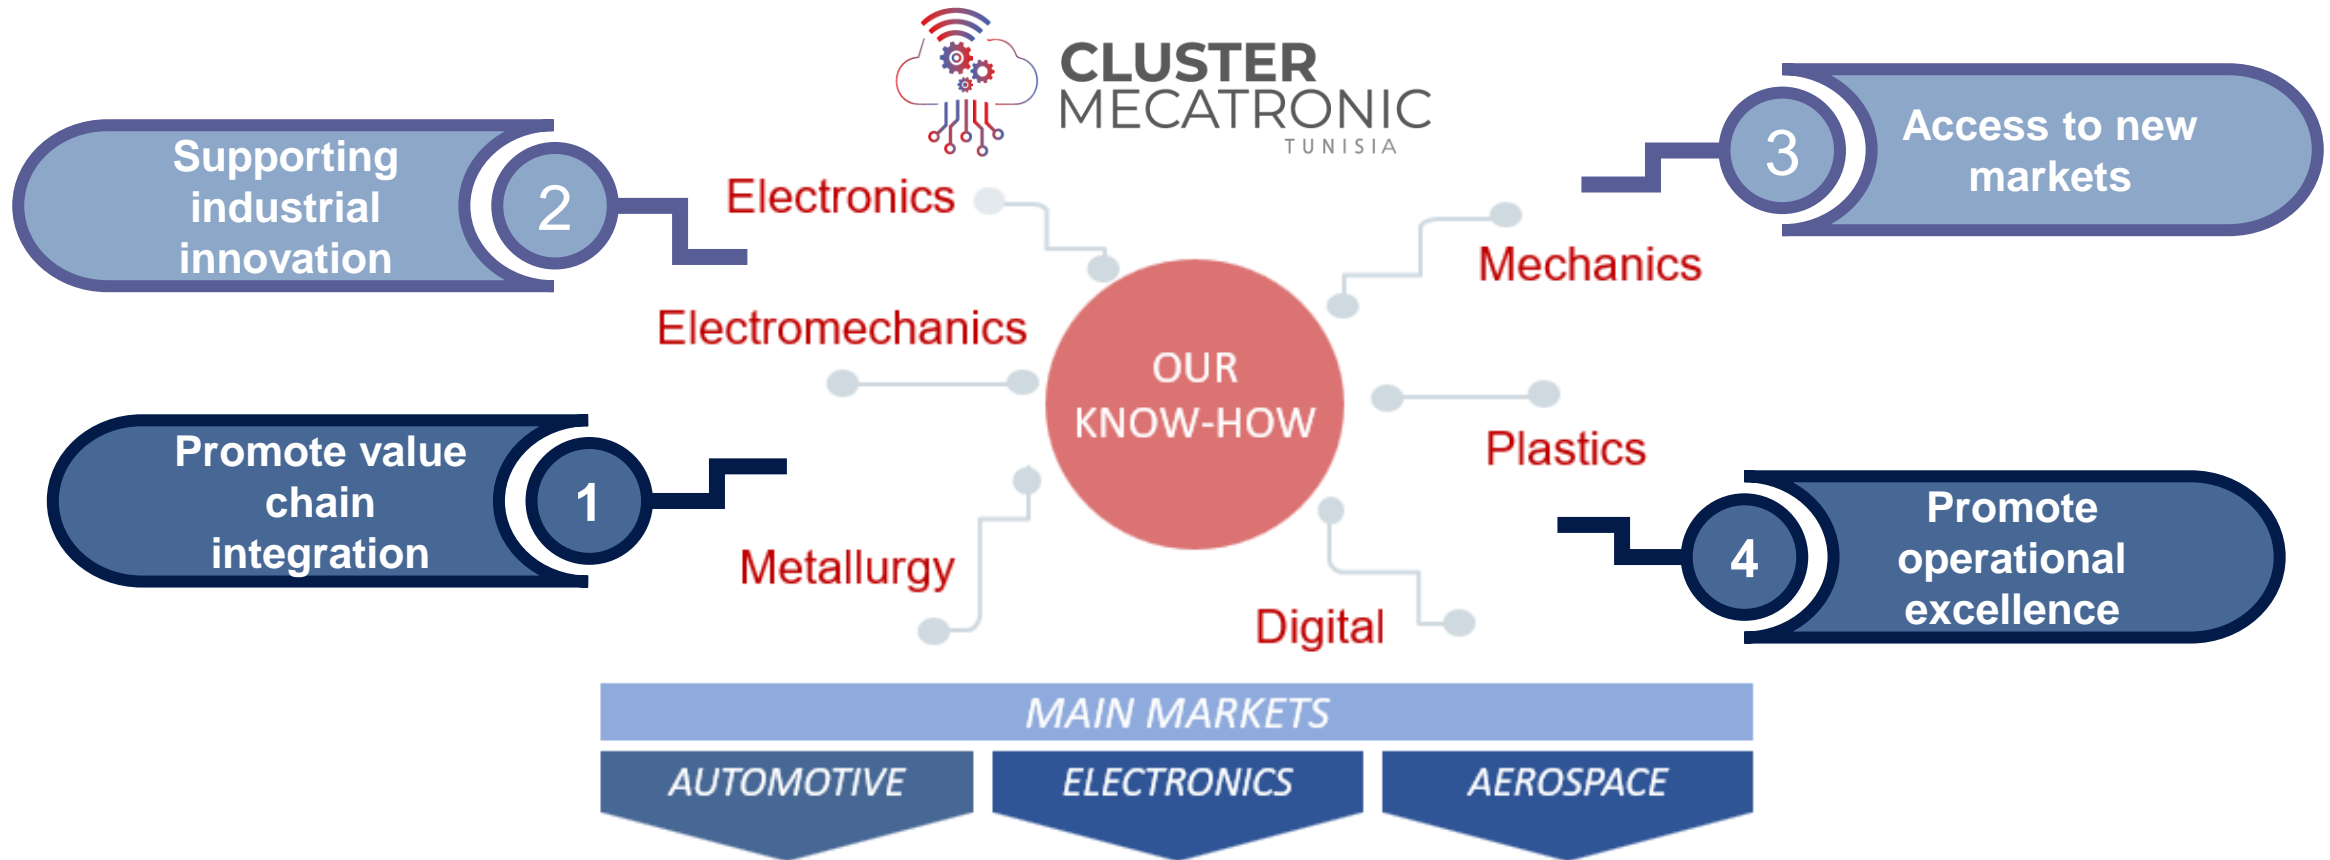 CLUSTER
MECATRONIC
TUNISIA
Supporting
industrial
innovation
2
3
Access to new
markets
Electronics
Mechanics
Electromechanics
OUR
KNOW-HOW
Promote value
chain
integration
1
Plastics
Metallurgy
Digital
4
Promote
operational
excellence
MAIN MARKETS
AUTOMOTIVE
ELECTRONICS
AEROSPACE